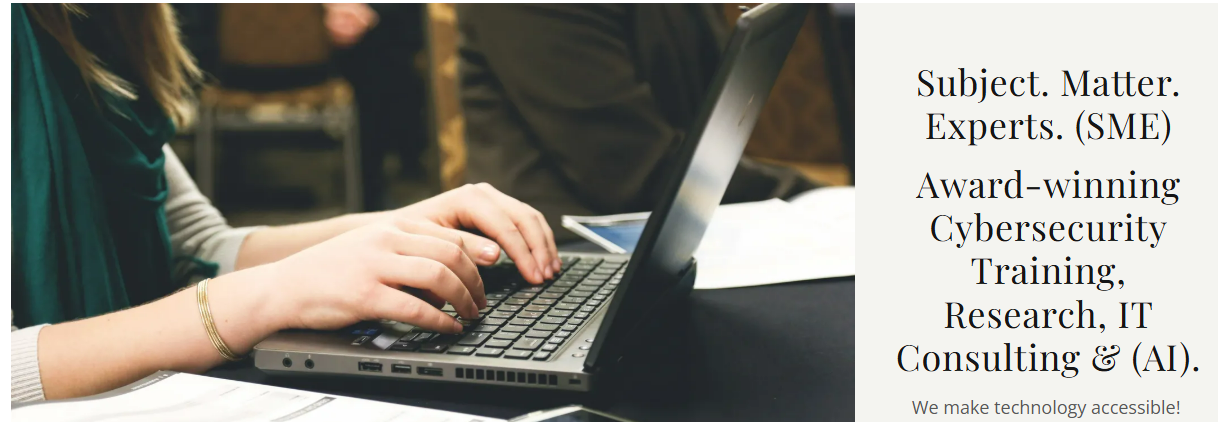 Subject. Matter.
Experts. (SME)
Award-winning
Cybersecurity
Training,
Research, IT
Consulting & (AI).
We make technology accessible!